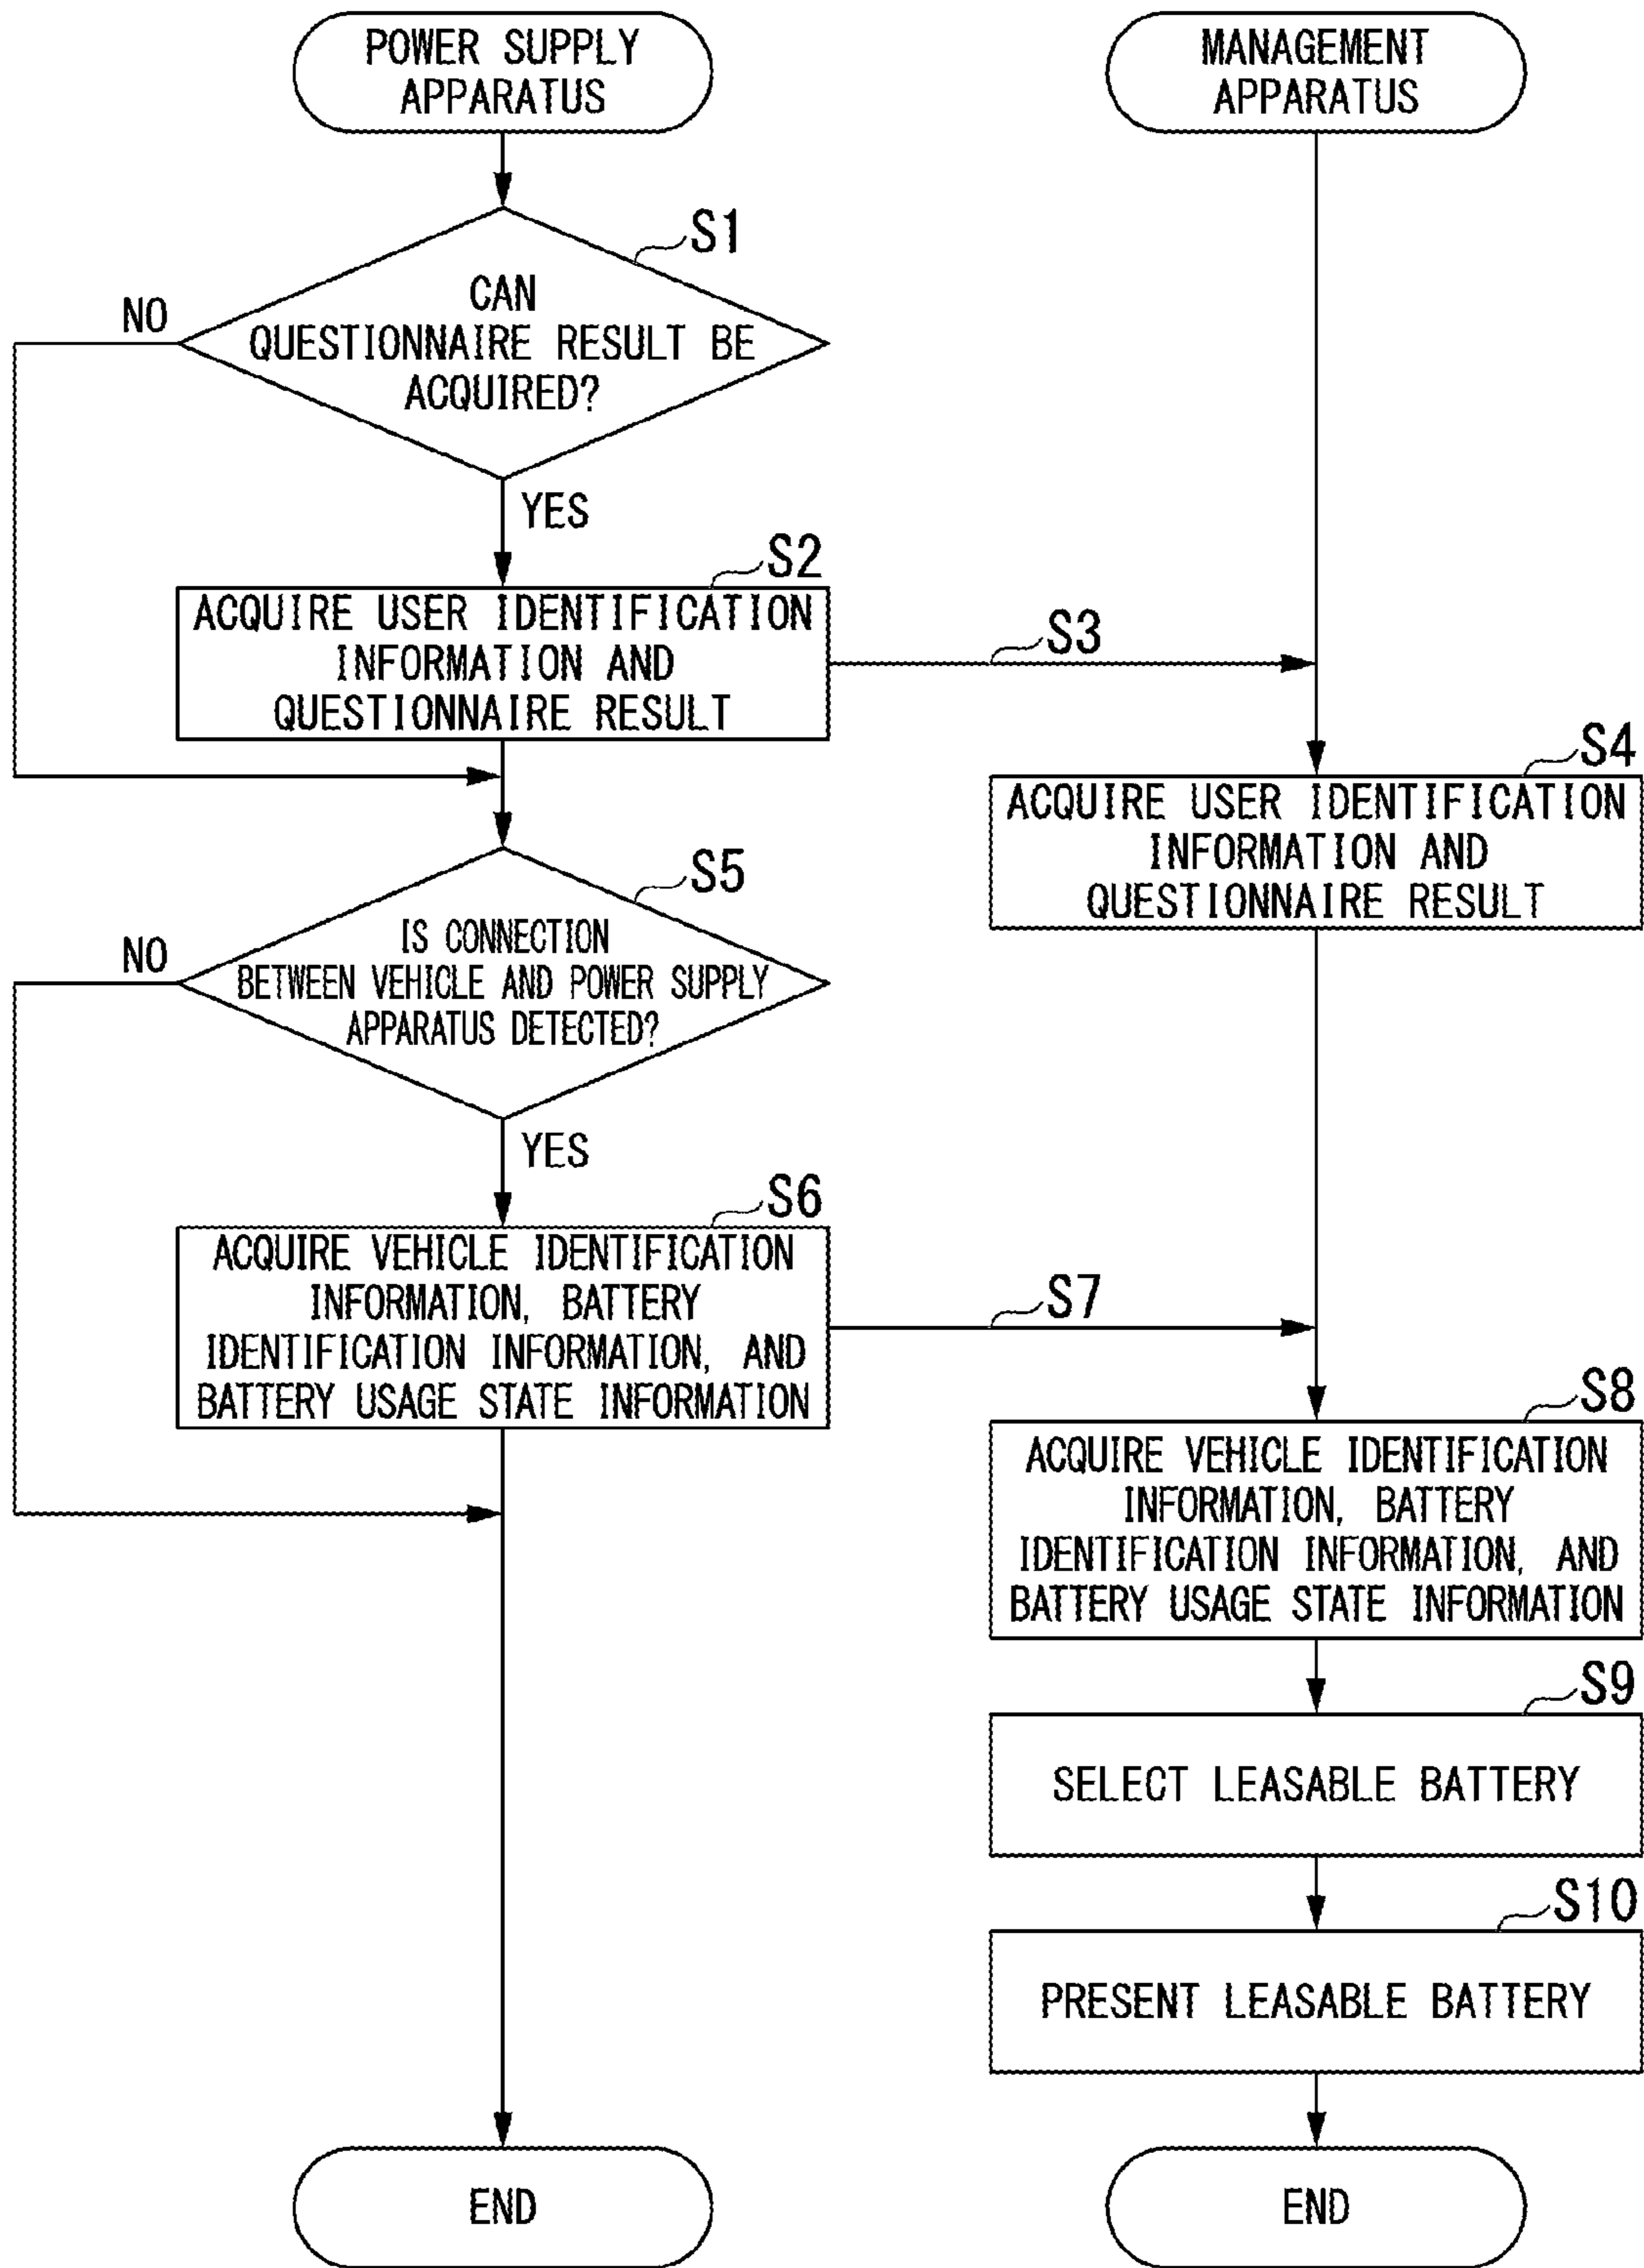 POWER SUPPLY
APPARATUS
S1
CAN
QUESTIONNAIRE RESULT BE
ACQUIRED?
NO
YES
S2
ACQUIRE USER IDENTIFICATION
INFORMATION AND
QUESTIONNAIRE RESULT
S3
S5
IS CONNECTION
BETWEEN VEHICLE AND POWER SUPPLY
APPARATUS DETECTED?
NO
YES
S6
ACQUIRE VEHICLE IDENTIFICATION
INFORMATION, BATTERY
IDENTIFICATION INFORMATION, AND
BATTERY USAGE STATE INFORMATION
S7
END
MANAGEMENT
APPARATUS
S4
ACQUIRE USER IDENTIFICATION
INFORMATION AND
QUESTIONNAIRE RESULT
S8
ACQUIRE VEHICLE IDENTIFICATION
INFORMATION, BATTERY
IDENTIFICATION INFORMATION, AND
BATTERY USAGE STATE INFORMATION
S9
SELECT LEASABLE BATTERY
S10
PRESENT LEASABLE BATTERY
END